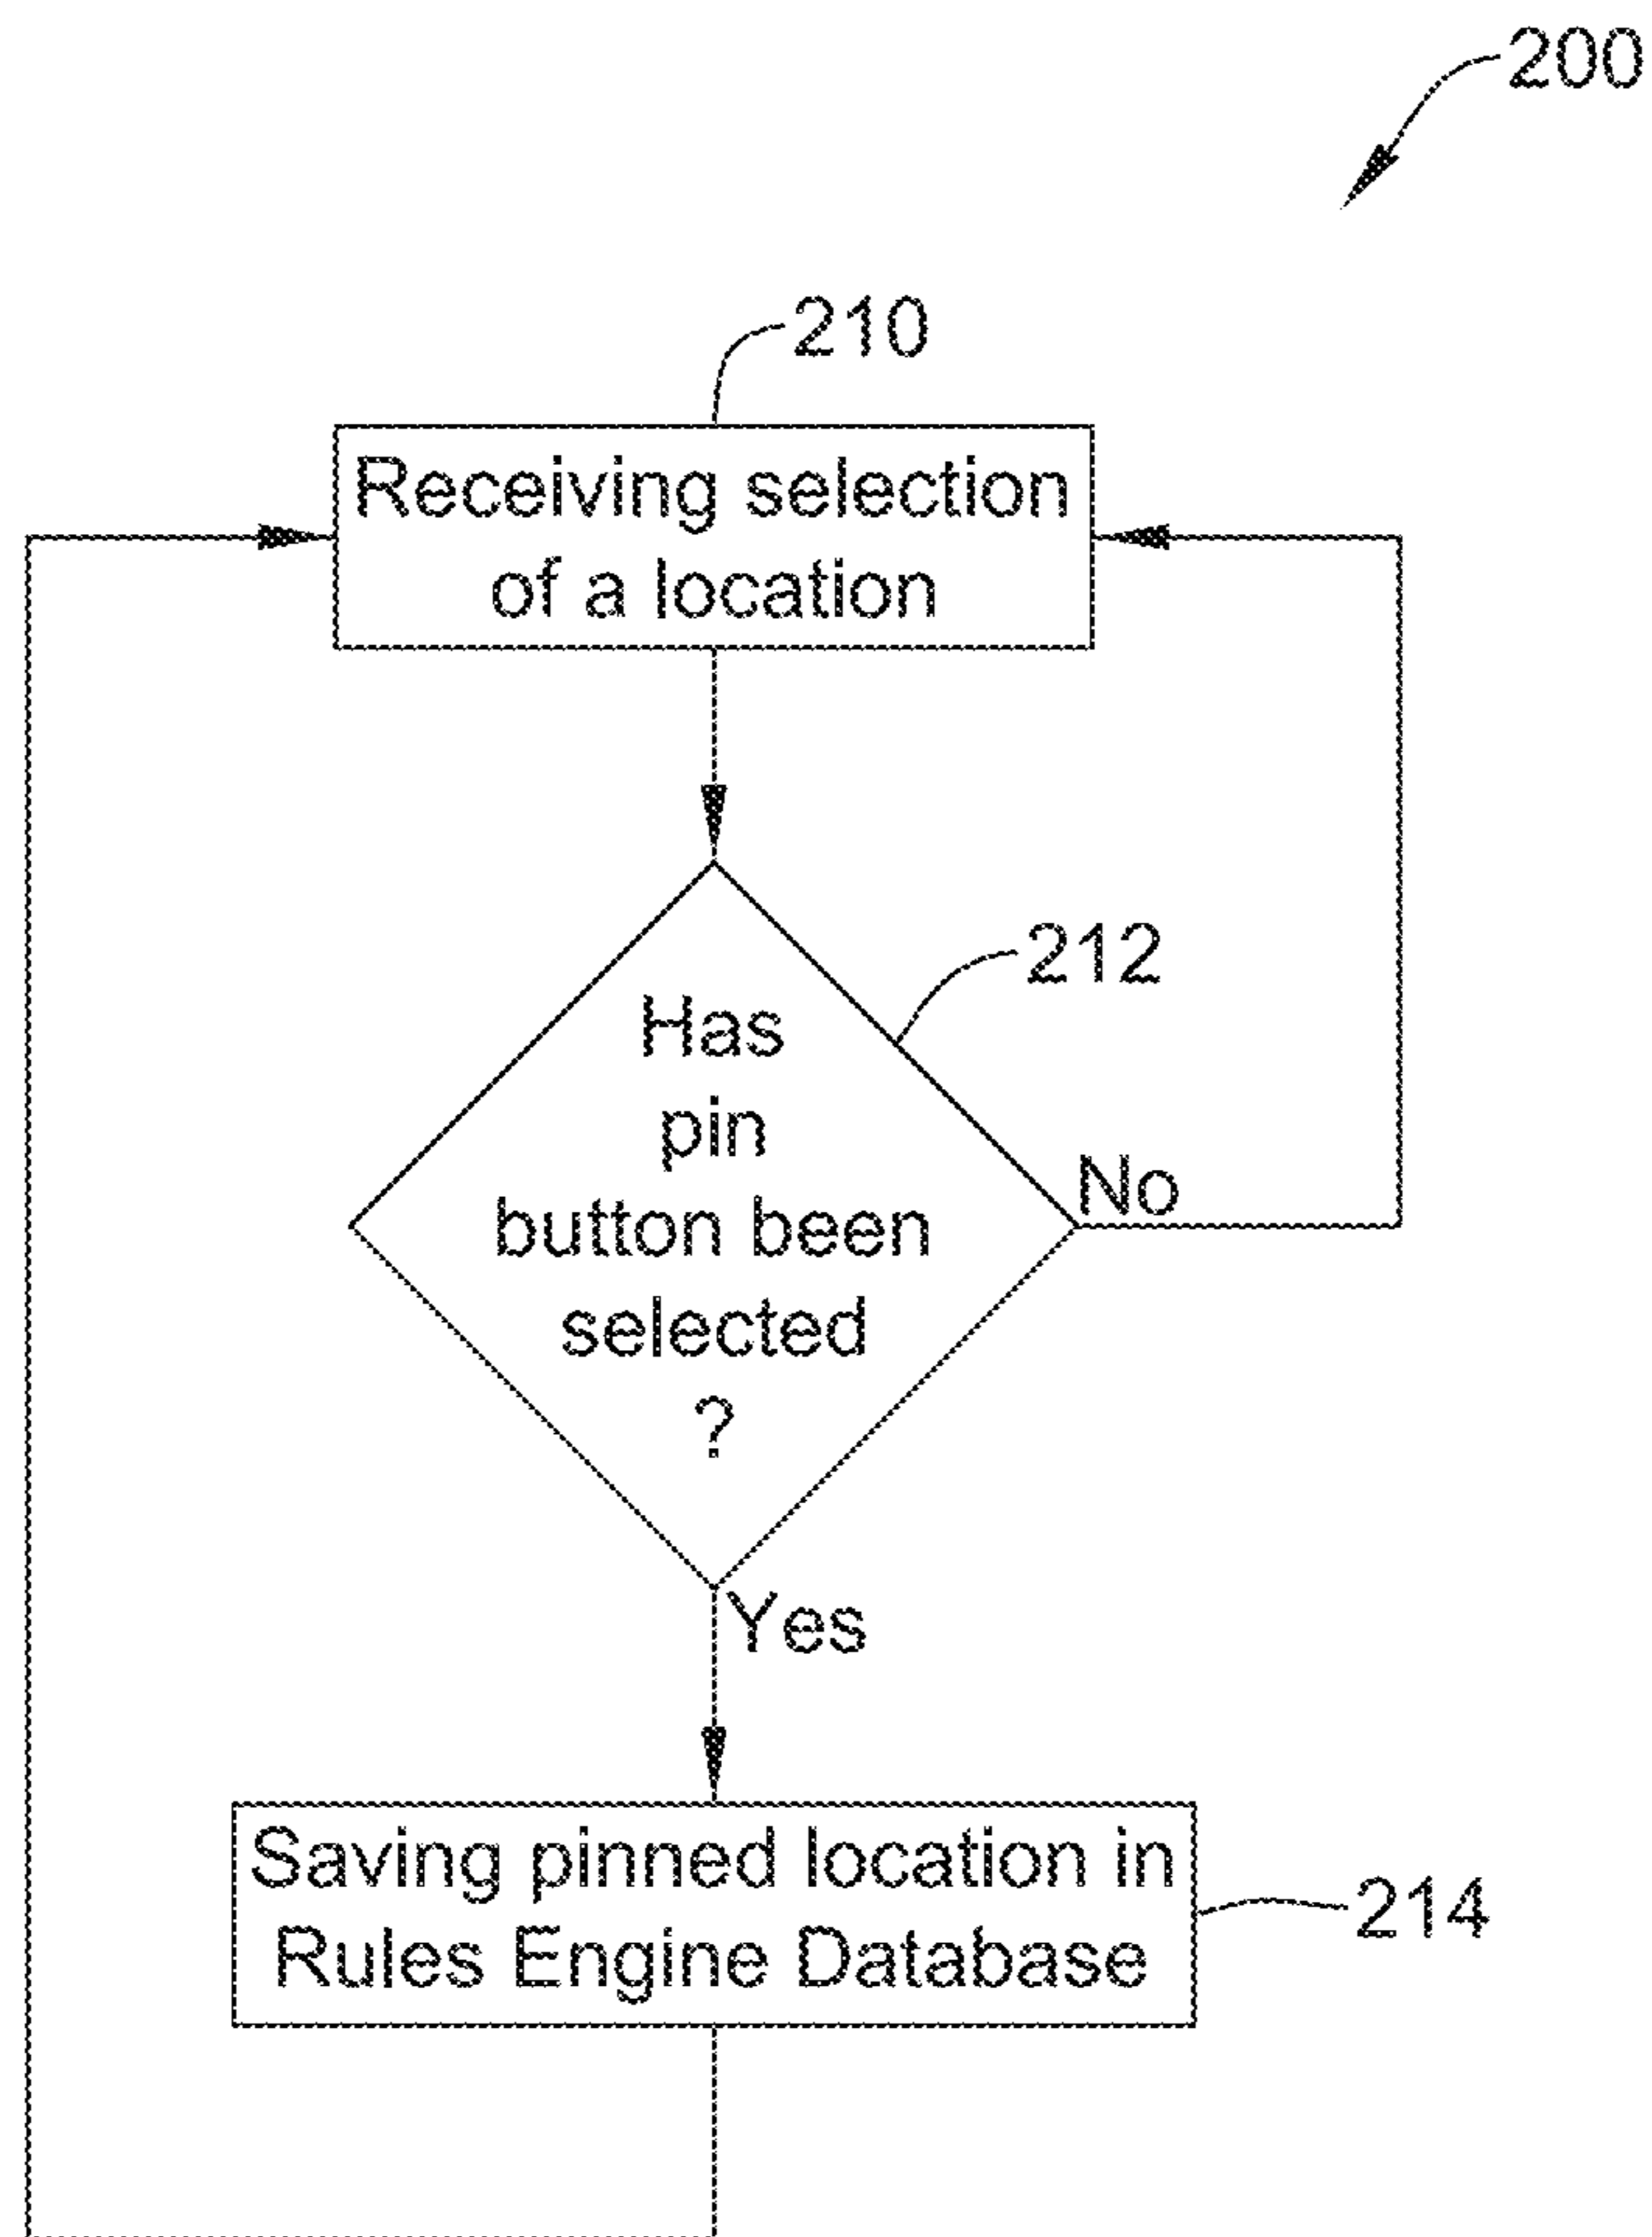 200
210
Receiving selection
of a location
212
Has
pin
button been
selected
?
No
Yes
Saving pinned location in
Rules Engine Database
214